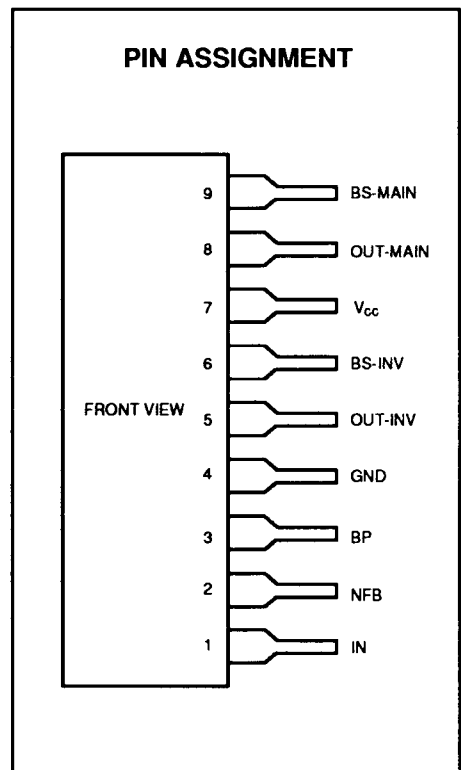 PIN ASSIGNMENT
9 BS-MAIN
8 OUT-MAIN
7 Vcc
6 BS-INV
FRONT VIEW
5 OUT-INV
4 GND
3 BP
2 NFB
1 IN